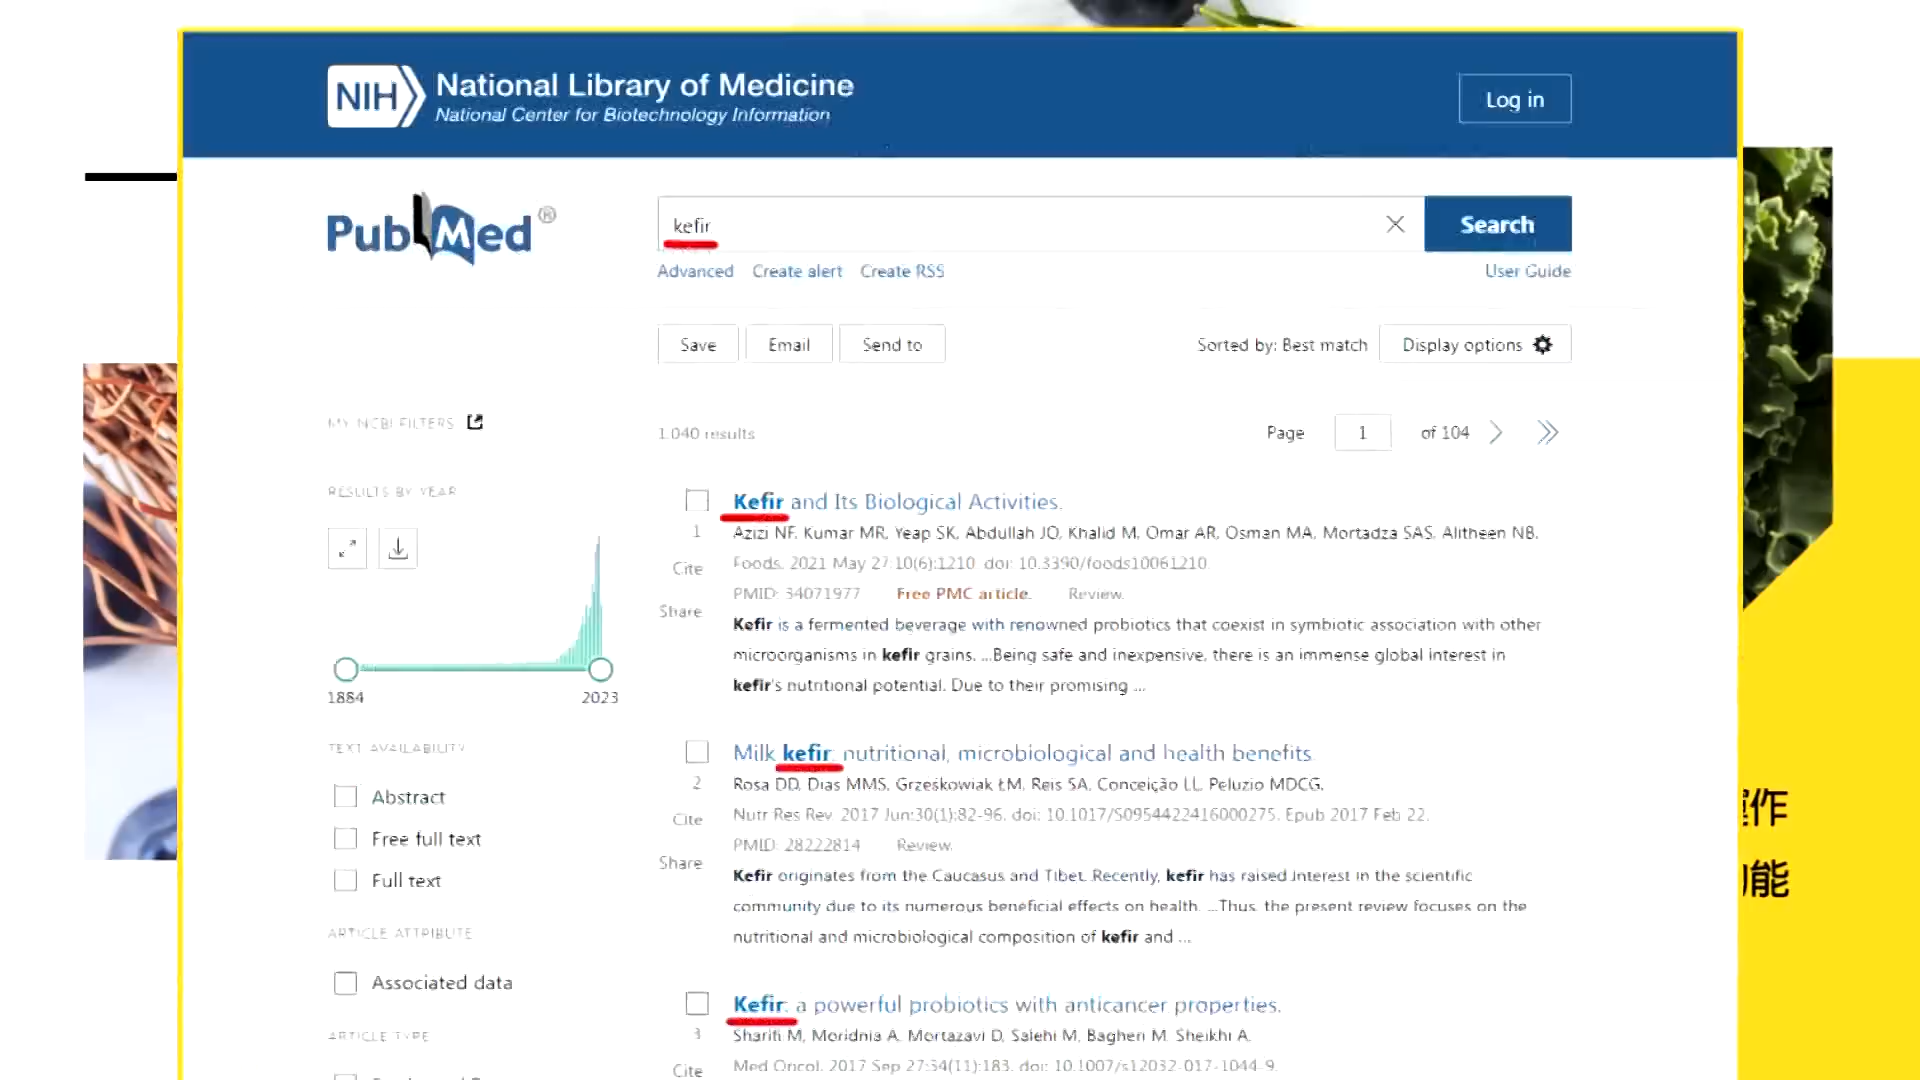 NIH National Library of Medicine
National Center for Biotechnology Information
Log in
PubMed®
kefir
Search
Advanced Create alert Create RSS
User Guide
Save Email Send to
Sorted by: Best match Display options
MY NCBI FILTERS
1,040 results
Page 1 of 104
RESULTS BY YEAR
1884 2023
TEXT AVAILABILITY
Abstract
Free full text
Full text
ARTICLE ATTRIBUTE
Associated data
ARTICLE TYPE
Kefir and Its Biological Activities.
1
Azizi NF, Kumar MR, Yeap SK, Abdullah JO, Khalid M, Omar AR, Osman MA, Mortadza SAS, Alitheen NB.
Cite
Foods. 2021 May 27;10(6):1210. doi: 10.3390/foods10061210.
PMID: 34071977 Free PMC article. Review.
Share
Kefir is a fermented beverage with renowned probiotics that coexist in symbiotic association with other
microorganisms in kefir grains. ...Being safe and inexpensive, there is an immense global interest in
kefir's nutritional potential. Due to their promising ...
Milk kefir: nutritional, microbiological and health benefits.
2
Rosa DD, Dias MMS, Grześkowiak ŁM, Reis SA, Conceição LL, Peluzio MDCG.
Cite
Nutr Res Rev. 2017 Jun;30(1):82-96. doi: 10.1017/S0954422416000275. Epub 2017 Feb 22.
PMID: 28222814 Review.
Share
Kefir originates from the Caucasus and Tibet. Recently, kefir has raised interest in the scientific
community due to its numerous beneficial effects on health. ...Thus, the present review focuses on the
nutritional and microbiological composition of kefir and ...
Kefir: a powerful probiotics with anticancer properties.
3
Sharifi M, Moridnia A, Mortazavi D, Salehi M, Bagheri M, Sheikhi A.
Cite
Med Oncol. 2017 Sep 27;34(11):183. doi: 10.1007/s12032-017-1044-9.
作
能